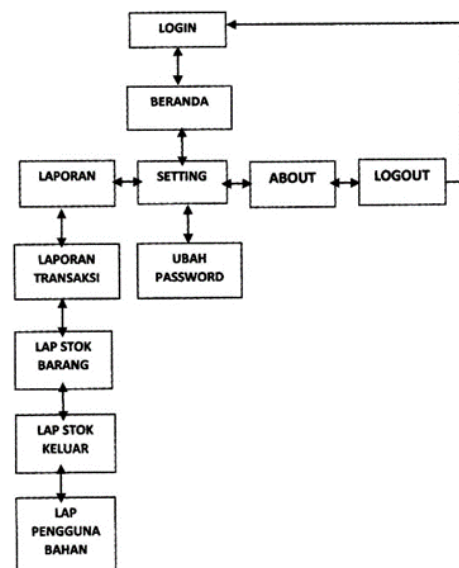 LOGIN
BERANDA
LAPORAN
SETTING
ABOUT
LOGOUT
LAPORAN
TRANSAKSI
UBAH
PASSWORD
LAP STOK
BARANG
LAP STOK
KELUAR
LAP
PENGGUNA
BAHAN